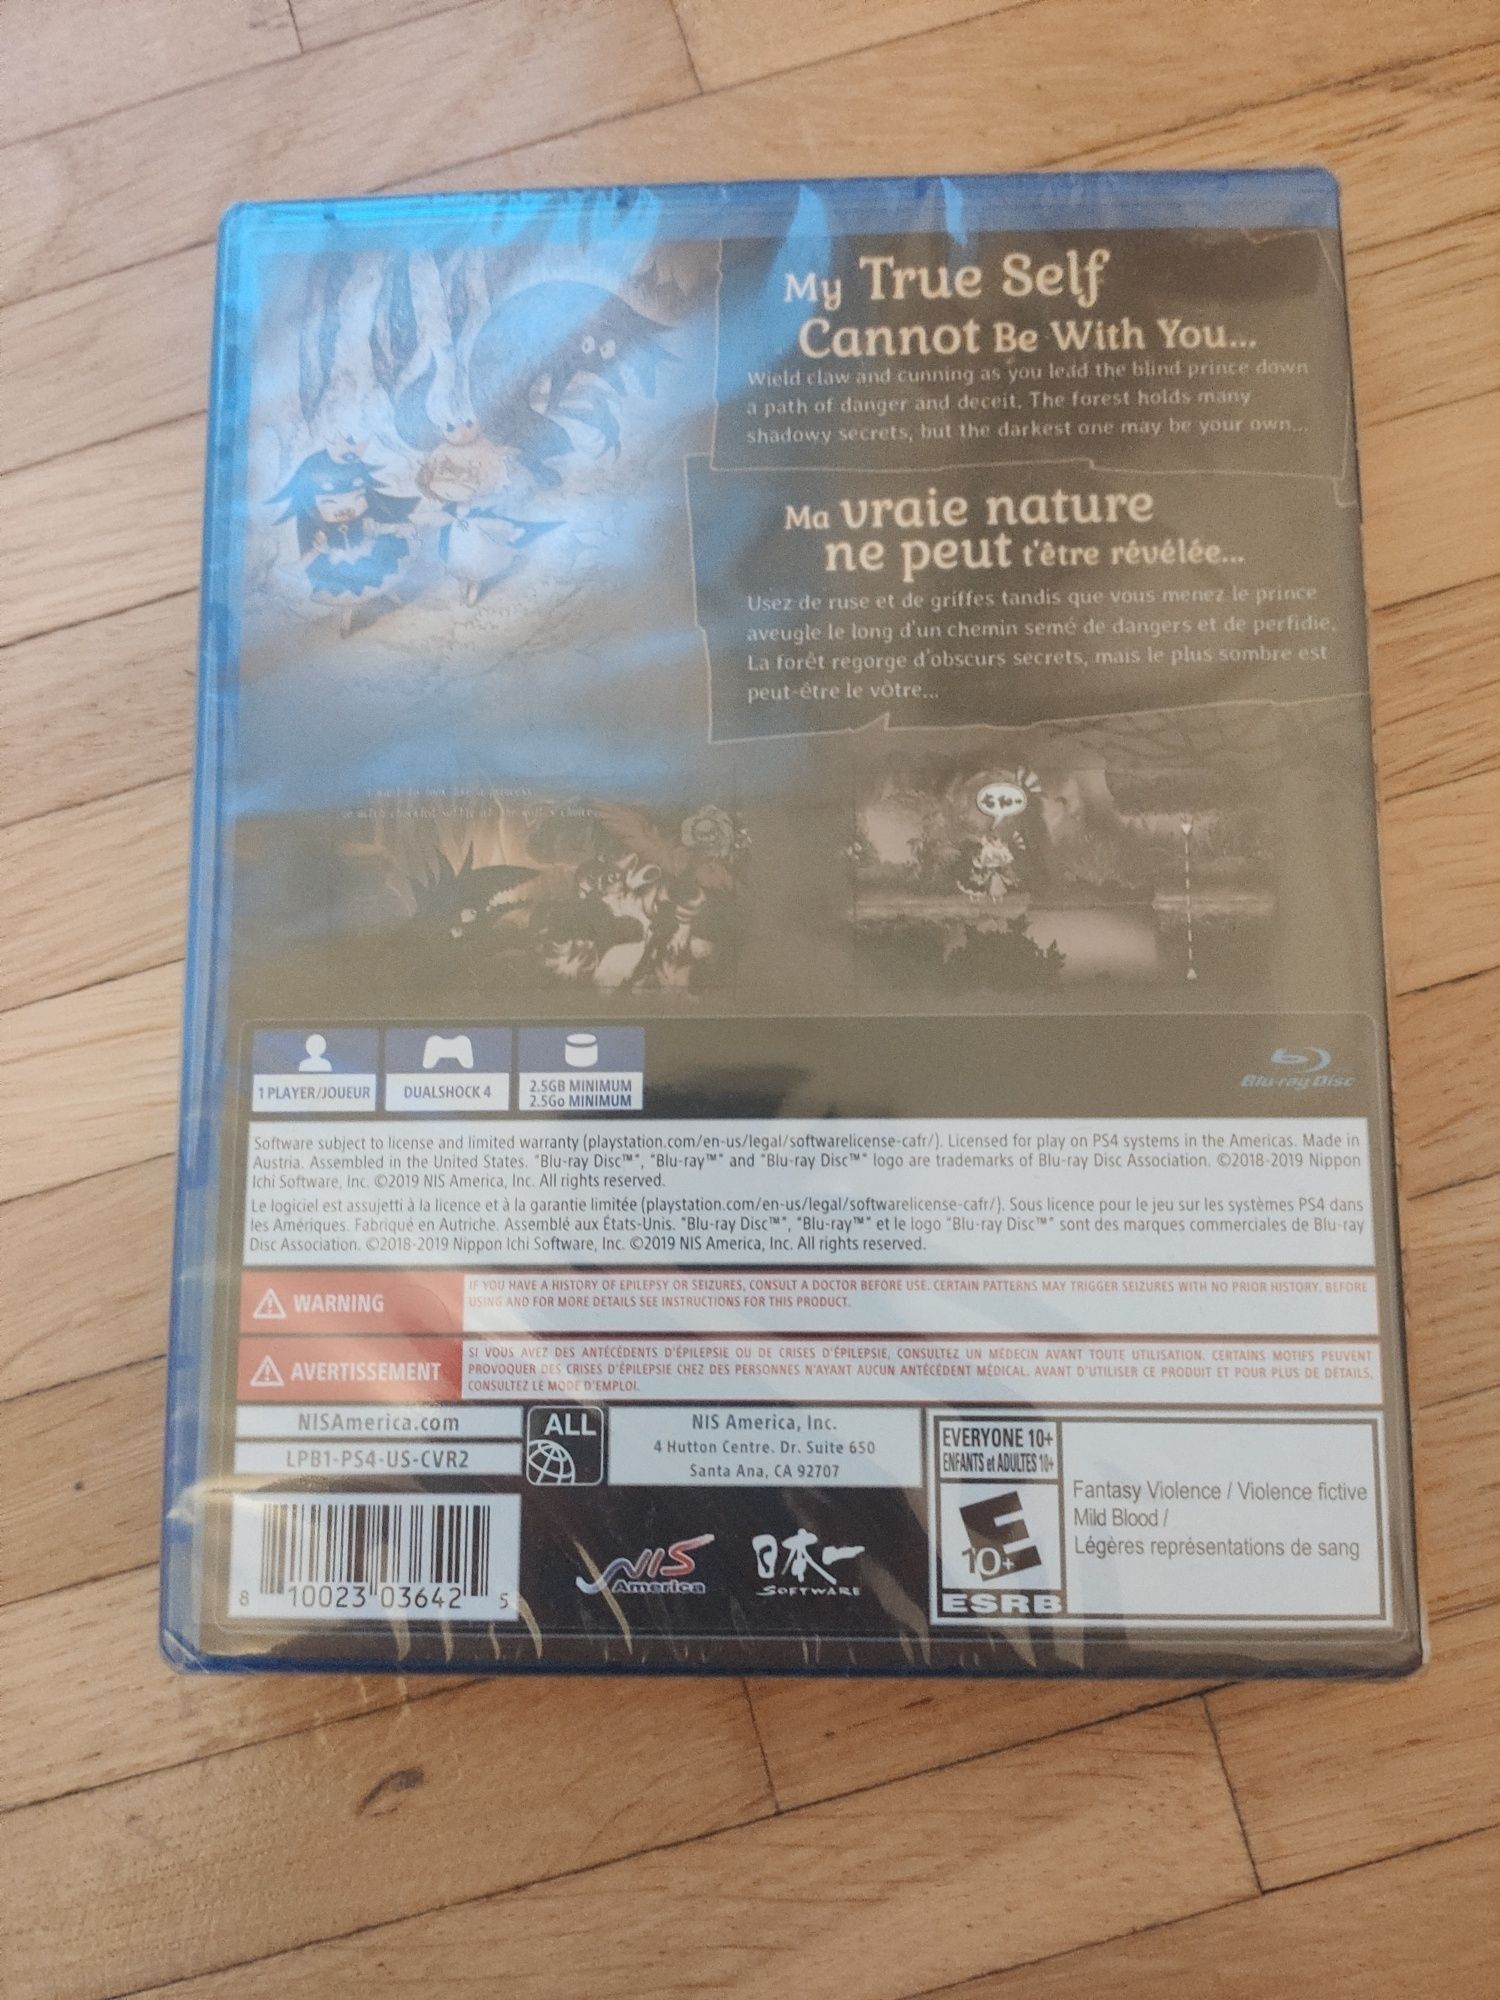 My True Self
Cannot Be With You...
Wield claw and cunning as you lead the blind prince down
a path of danger and deceit. The forest holds many
shadowy secrets, but the darkest one may be your own...
Ma vraie nature
ne peut t'être révélée...
Usez de ruse et de griffes tandis que vous menez le prince
aveugle le long d'un chemin semé de dangers et de perfidie.
La forêt regorge d'obscurs secrets, mais le plus sombre est
peut-être le vôtre...
1 PLAYER/JOUEUR
DUALSHOCK 4
2.5GB MINIMUM
2.5Go MINIMUM
Blu-ray Disc
Software subject to license and limited warranty (playstation.com/en-us/legal/softwarelicense-cafr/). Licensed for play on PS4 systems in the Americas. Made in
Austria. Assembled in the United States. "Blu-ray Disc™", "Blu-ray™" and "Blu-ray Disc™" logo are trademarks of Blu-ray Disc Association. ©2018-2019 Nippon
Ichi Software, Inc. ©2019 NIS America, Inc. All rights reserved.
Le logiciel est assujetti à la licence et à la garantie limitée (playstation.com/en-us/legal/softwarelicense-cafr/). Sous licence pour le jeu sur les systèmes PS4 dans
les Amériques. Fabriqué en Autriche. Assemblé aux États-Unis. "Blu-ray Disc™", "Blu-ray™" et le logo "Blu-ray Disc™" sont des marques commerciales de Blu-ray
Disc Association. ©2018-2019 Nippon Ichi Software, Inc. ©2019 NIS America, Inc. All rights reserved.
WARNING
IF YOU HAVE A HISTORY OF EPILEPSY OR SEIZURES, CONSULT A DOCTOR BEFORE USE. CERTAIN PATTERNS MAY TRIGGER SEIZURES WITH NO PRIOR HISTORY. BEFORE
USING AND FOR MORE DETAILS SEE INSTRUCTIONS FOR THIS PRODUCT.
AVERTISSEMENT
SI VOUS AVEZ DES ANTÉCÉDENTS D'ÉPILEPSIE OU DE CRISES D'ÉPILEPSIE, CONSULTEZ UN MÉDECIN AVANT TOUTE UTILISATION. CERTAINS MOTIFS PEUVENT
PROVOQUER DES CRISES D'ÉPILEPSIE CHEZ DES PERSONNES N'AYANT AUCUN ANTÉCÉDENT MÉDICAL. AVANT D'UTILISER CE PRODUIT ET POUR PLUS DE DÉTAILS,
CONSULTEZ LE MODE D'EMPLOI.
NISAmerica.com
LPB1-PS4-US-CVR2
ALL
NIS America, Inc.
4 Hutton Centre. Dr. Suite 650
Santa Ana, CA 92707
EVERYONE 10+
ENFANTS et ADULTES 10+
E
10+
ESRB
Fantasy Violence / Violence fictive
Mild Blood /
Légères représentations de sang
8 10023 03642 5
NIS
America
日本一
SOFTWARE